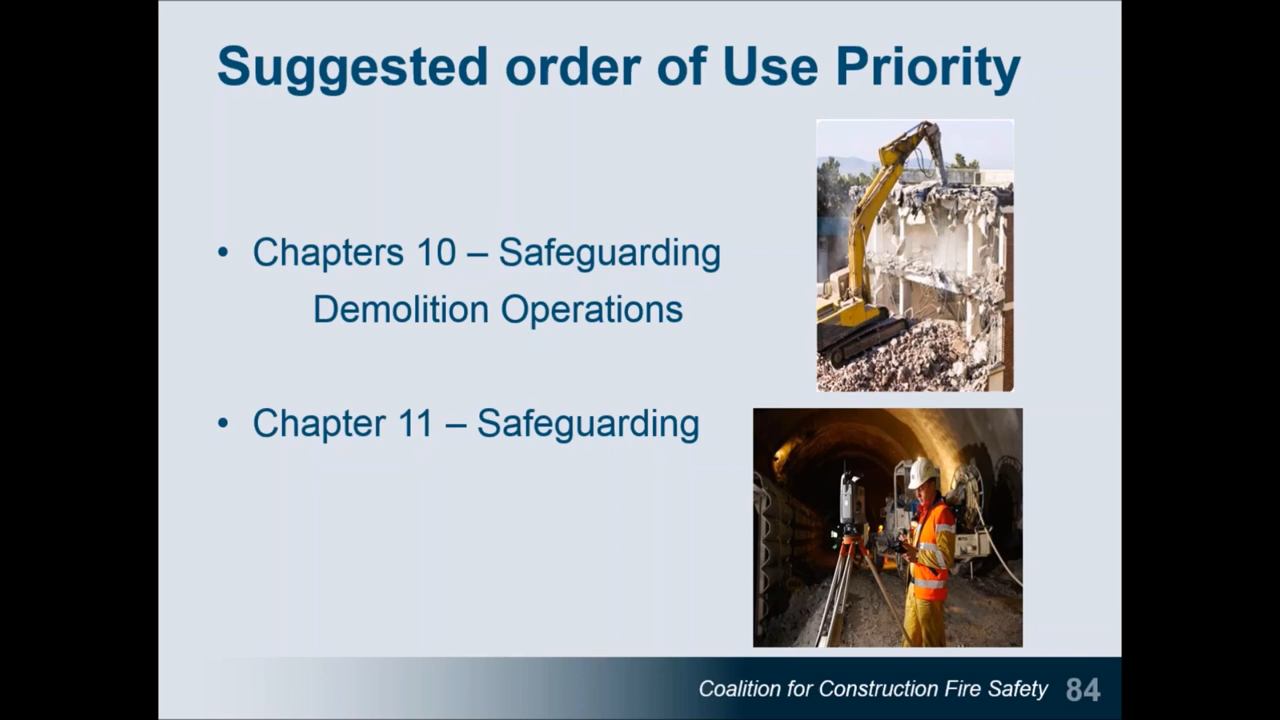 Suggested order of Use Priority
• Chapters 10 – Safeguarding
Demolition Operations
• Chapter 11 – Safeguarding
Coalition for Construction Fire Safety 84